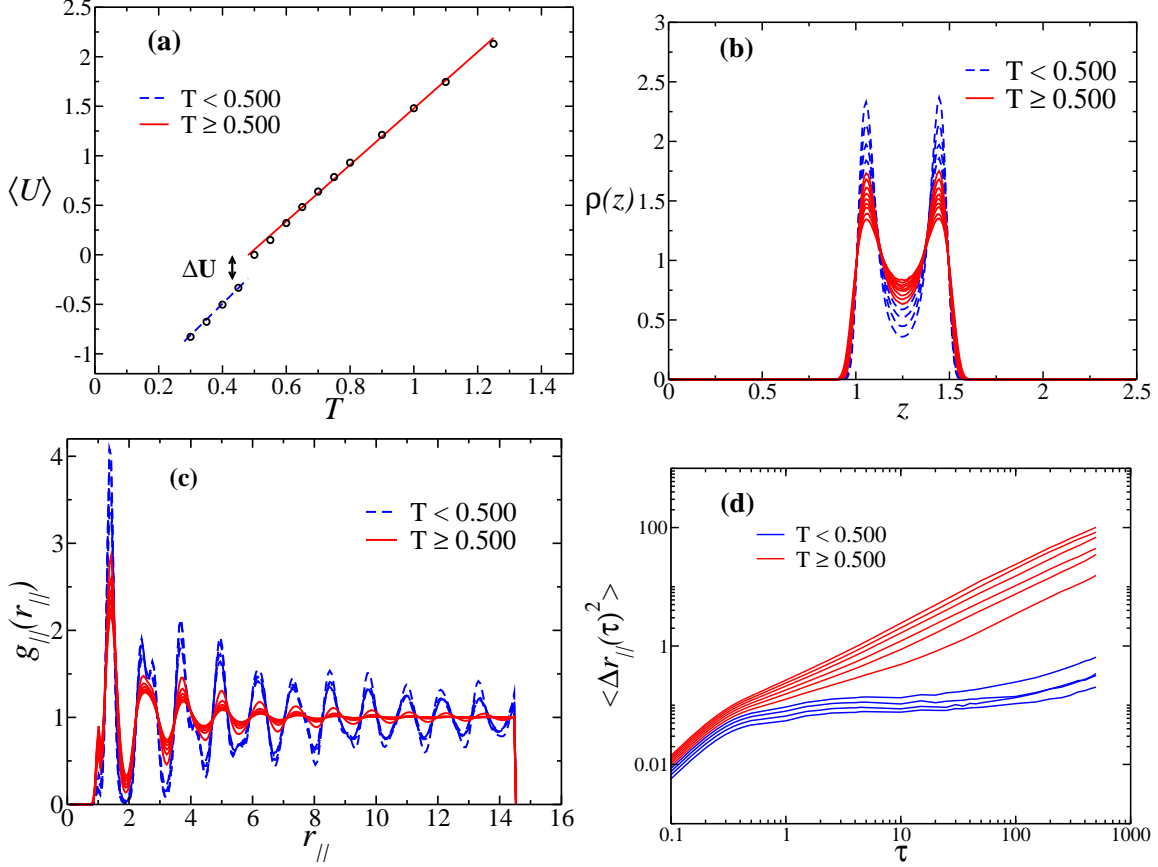 (a)
2.5
2
1.5
1
0.5
0
-0.5
-1
⟨U⟩
T < 0.500
T ≥ 0.500
ΔU
0 0.2 0.4 0.6 0.8 1 1.2 1.4
T
(b)
3
2.5
2
1.5
1
0.75
0
ρ(z)
T < 0.500
T ≥ 0.500
0 0.5 1 1.5 2 2.5
z
(c)
4
3
2
1
0
g//(r//)
T < 0.500
T ≥ 0.500
0 2 4 6 8 10 12 14 16
r//
(d)
100
1
0.01
<Δr//(τ)²>
T < 0.500
T ≥ 0.500
0.1 1 10 100 1000
τ